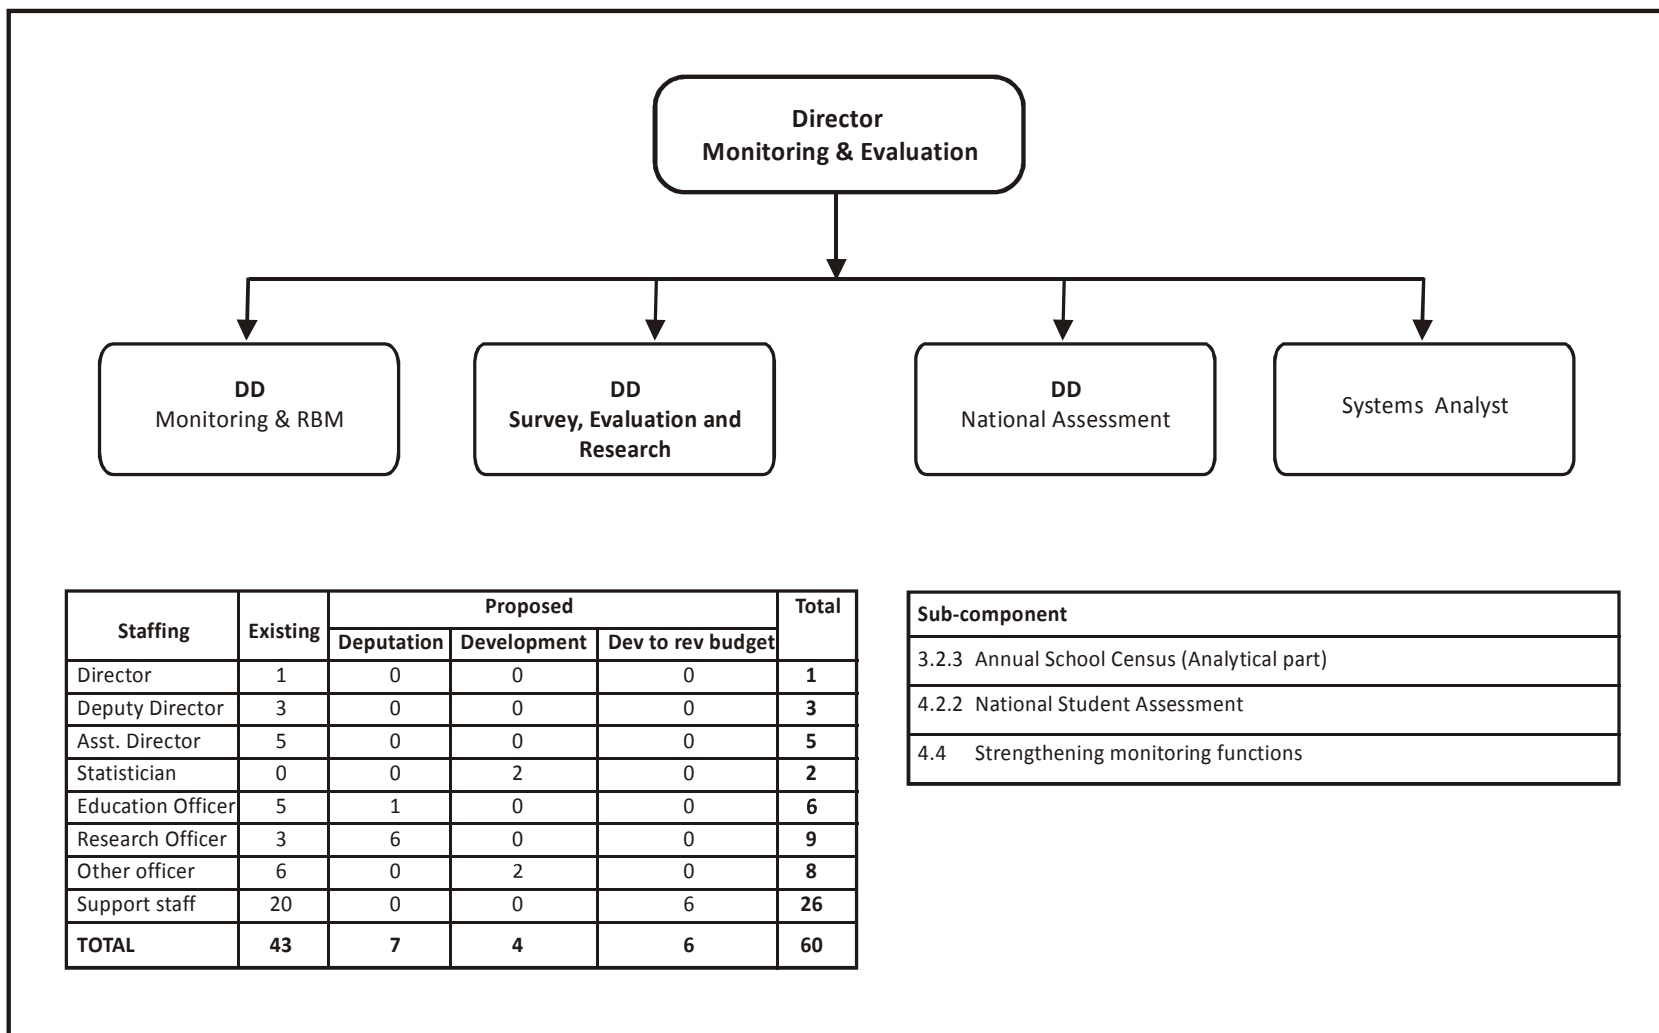 Director
Monitoring & Evaluation
DD
Monitoring & RBM
DD
Survey, Evaluation and
Research
DD
National Assessment
Systems Analyst
Staffing Existing Proposed Total
Deputation Development Dev to rev budget
Director 1 0 0 0 1
Deputy Director 3 0 0 0 3
Asst. Director 5 0 0 0 5
Statistician 0 0 2 0 2
Education Officer 5 1 0 0 6
Research Officer 3 6 0 0 9
Other officer 6 0 2 0 8
Support staff 20 0 0 6 26
TOTAL 43 7 4 6 60
Sub-component
3.2.3 Annual School Census (Analytical part)
4.2.2 National Student Assessment
4.4 Strengthening monitoring functions